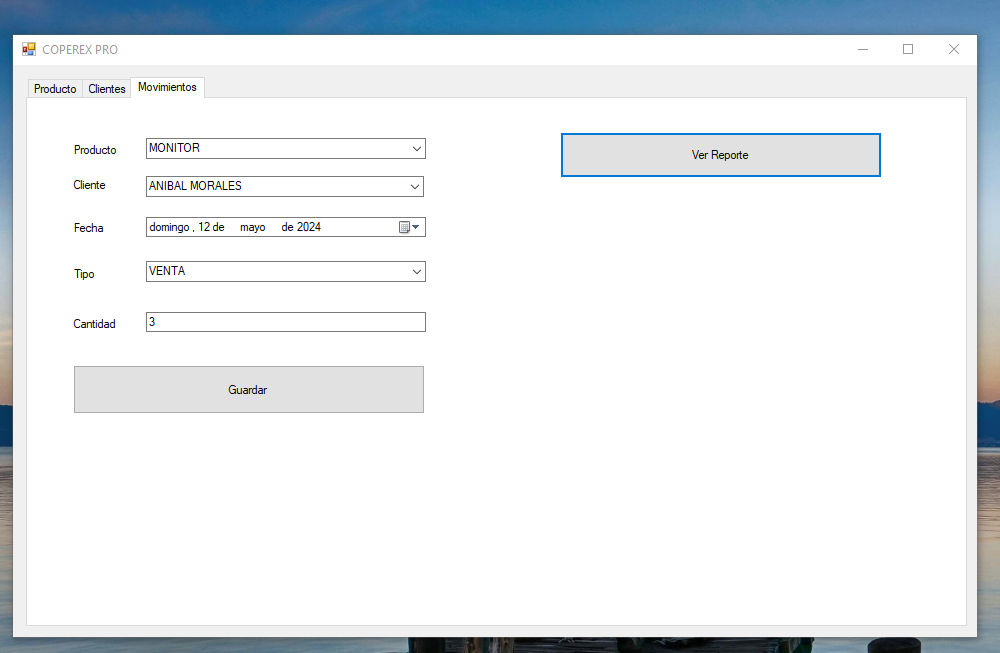 COPEREX PRO
Producto Clientes Movimientos
Producto MONITOR
Ver Reporte
Cliente ANIBAL MORALES
Fecha domingo , 12 de mayo de 2024
Tipo VENTA
Cantidad 3
Guardar